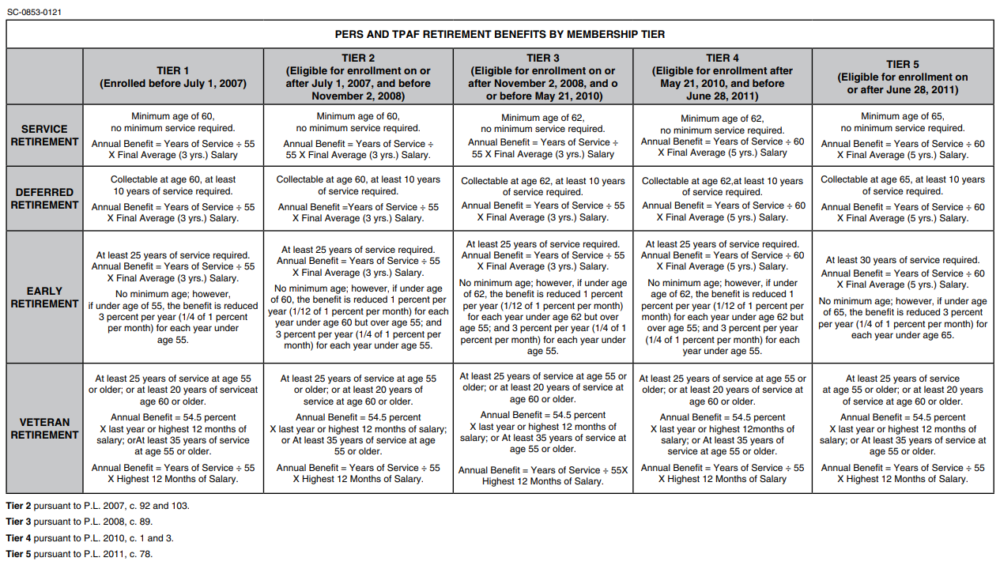 SC-0853-0121
PERS AND TPAF RETIREMENT BENEFITS BY MEMBERSHIP TIER
TIER 1
(Enrolled before July 1, 2007)
TIER 2
(Eligible for enrollment on or
after July 1, 2007, and before
November 2, 2008)
TIER 3
(Eligible for enrollment on or
after November 2, 2008, and o
or before May 21, 2010)
TIER 4
(Eligible for enrollment after
May 21, 2010, and before
June 28, 2011)
TIER 5
(Eligible for enrollment on
or after June 28, 2011)
SERVICE
RETIREMENT
Minimum age of 60,
no minimum service required.
Annual Benefit = Years of Service ÷ 55
X Final Average (3 yrs.) Salary
Minimum age of 60,
no minimum service required.
Annual Benefit = Years of Service ÷
55 X Final Average (3 yrs.) Salary.
Minimum age of 62,
no minimum service required.
Annual Benefit = Years of Service ÷
55 X Final Average (3 yrs.) Salary
Minimum age of 62,
no minimum service required.
Annual Benefit = Years of Service ÷ 60
X Final Average (5 yrs.) Salary
Minimum age of 65,
no minimum service required.
Annual Benefit = Years of Service ÷ 60
X Final Average (5 yrs.) Salary.
DEFERRED
RETIREMENT
Collectable at age 60, at least
10 years of service required.
Annual Benefit = Years of Service ÷ 55
X Final Average (3 yrs.) Salary.
Collectable at age 60, at least 10 years
of service required.
Annual Benefit =Years of Service ÷ 55
X Final Average (3 yrs.) Salary.
Collectable at age 62, at least 10 years
of service required.
Annual Benefit = Years of Service ÷ 55
X Final Average (3 yrs.) Salary.
Collectable at age 62,at least 10 years
of service required.
Annual Benefit = Years of Service ÷ 60
X Final Average (5 yrs.) Salary.
Collectable at age 65, at least 10 years
of service required.
Annual Benefit = Years of Service ÷ 60
X Final Average (5 yrs.) Salary.
EARLY
RETIREMENT
At least 25 years of service required.
Annual Benefit = Years of Service ÷ 55
X Final Average (3 yrs.) Salary.
No minimum age; however,
if under age of 55, the benefit is reduced
3 percent per year (1/4 of 1 percent
per month) for each year under
age 55.
At least 25 years of service required.
Annual Benefit = Years of Service ÷ 55
X Final Average (3 yrs.) Salary.
No minimum age; however, if under age
of 60, the benefit is reduced 1 percent per
year (1/12 of 1 percent per month) for each
year under age 60 but over age 55; and
3 percent per year (1/4 of 1 percent per
month) for each year under age 55.
At least 25 years of service required.
Annual Benefit = Years of Service ÷ 55
X Final Average (3 yrs.) Salary.
No minimum age; however, if under age
of 62, the benefit is reduced 1 percent
per year (1/12 of 1 percent per month)
for each year under age 62 but over
age 55; and 3 percent per year (1/4 of 1
percent per month) for each year under
age 55.
At least 25 years of service required.
Annual Benefit = Years of Service ÷ 60
X Final Average (5 yrs.) Salary.
No minimum age; however, if under
age of 62, the benefit is reduced 1
percent per year (1/12 of 1 percent per
month) for each year under age 62 but
over age 55; and 3 percent per year
(1/4 of 1 percent per month) for each
year under age 55.
At least 30 years of service required.
Annual Benefit = Years of Service ÷ 60
X Final Average (5 yrs.) Salary.
No minimum age; however, if under age
of 65, the benefit is reduced 3 percent
per year (1/4 of 1 percent per month) for
each year under age 65.
VETERAN
RETIREMENT
At least 25 years of service at age 55
or older; or at least 20 years of serviceat
age 60 or older.
Annual Benefit = 54.5 percent
X last year or highest 12 months of
salary; orAt least 35 years of service
at age 55 or older.
Annual Benefit = Years of Service ÷ 55
X Highest 12 Months of Salary.
At least 25 years of service at age 55
or older; or at least 20 years of
service at age 60 or older.
Annual Benefit = 54.5 percent
X last year or highest 12 months of salary;
or At least 35 years of service at age
55 or older.
Annual Benefit = Years of Service ÷ 55
X Highest 12 Months of Salary.
At least 25 years of service at age 55 or
older; or at least 20 years of service at
age 60 or older.
Annual Benefit = 54.5 percent
X last year or highest 12 months of
salary; or At least 35 years of service at
age 55 or older.
Annual Benefit = Years of Service ÷ 55X
Highest 12 Months of Salary.
At least 25 years of service at age 55 or
older; or at least 20 years of service at
age 60 or older.
Annual Benefit = 54.5 percent
X last year or highest 12months of
salary; or At least 35 years of
service at age 55 or older.
Annual Benefit = Years of Service ÷ 55
X Highest 12 Months of Salary
At least 25 years of service
at age 55 or older; or at least 20 years
of service at age 60 or older.
Annual Benefit = 54.5 percent
X last year or highest 12 months of
salary; or At least 35 years of service at
age 55 or older.
Annual Benefit = Years of Service ÷ 55
X Highest 12 Months of Salary.
Tier 2 pursuant to P.L. 2007, c. 92 and 103.
Tier 3 pursuant to P.L. 2008, c. 89.
Tier 4 pursuant to P.L. 2010, c. 1 and 3.
Tier 5 pursuant to P.L. 2011, c. 78.